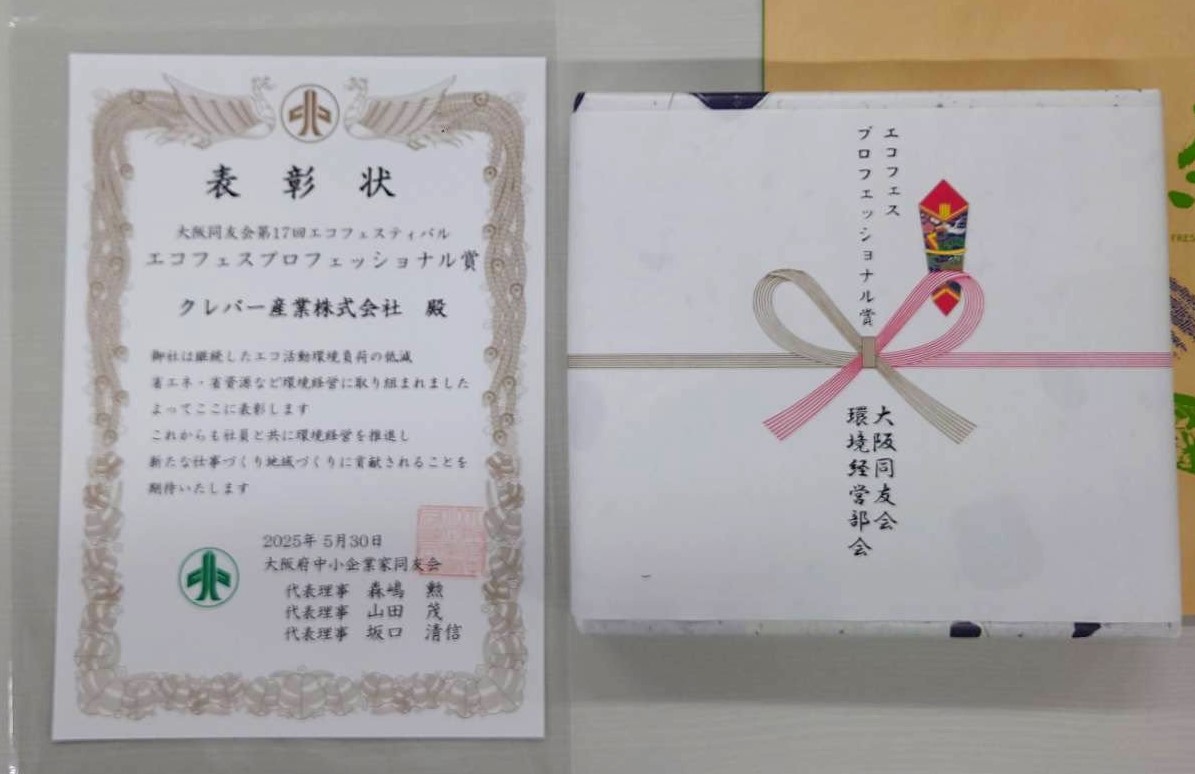 表彰状
大阪同友会第17回エコフェスティバル
エコフェスプロフェッショナル賞
クレバー産業株式会社 殿
御社は継続したエコ活動環境負荷の低減
省エネ・省資源など環境経営に取り組まれました
よってここに表彰します
これからも社員と共に環境経営を推進し
新たな仕事づくり地域づくりに貢献されることを
期待いたします
2025年5月30日
大阪府中小企業家同友会
代表理事 森嶋 勲
代表理事 山田 茂
代表理事 坂口 清信
エコフェス
プロフェッショナル賞
大阪同友会
環境経営部会
FRES